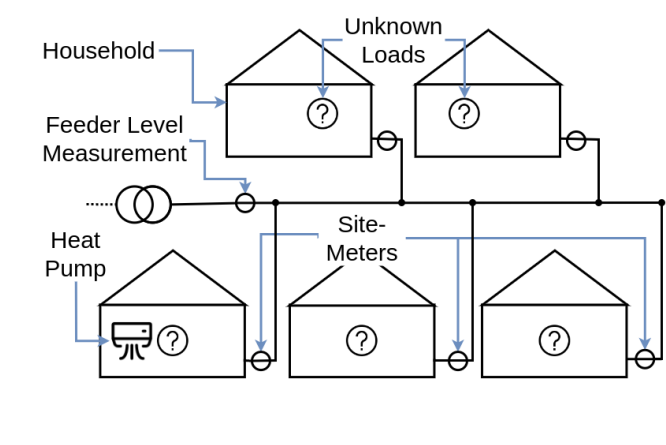 Unknown
Loads
Household
?
?
Feeder Level
Measurement
Site-
Meters
Heat
Pump
?
?
?